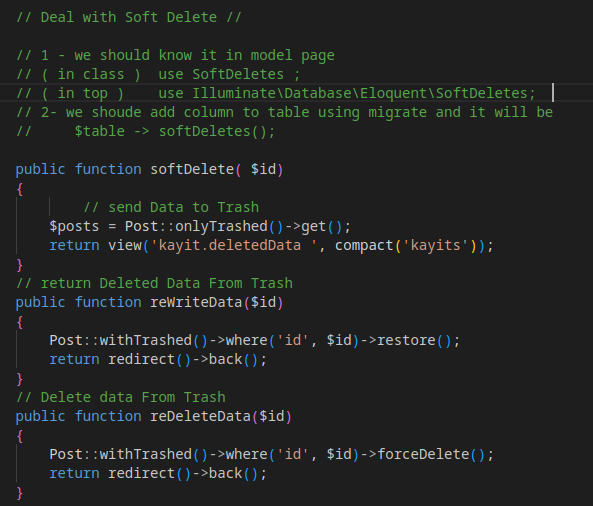 // Deal with Soft Delete //
// 1 - we should know it in model page
// ( in class )  use SoftDeletes ;
// ( in top )    use Illuminate\Database\Eloquent\SoftDeletes;
// 2- we shoude add column to table using migrate and it will be
//     $table -> softDeletes();
public function softDelete( $id)
{
        // send Data to Trash
    $posts = Post::onlyTrashed()->get();
    return view('kayit.deletedData ', compact('kayits'));
}
// return Deleted Data From Trash
public function reWriteData($id)
{
    Post::withTrashed()->where('id', $id)->restore();
    return redirect()->back();
}
// Delete data From Trash
public function reDeleteData($id)
{
    Post::withTrashed()->where('id', $id)->forceDelete();
    return redirect()->back();
}